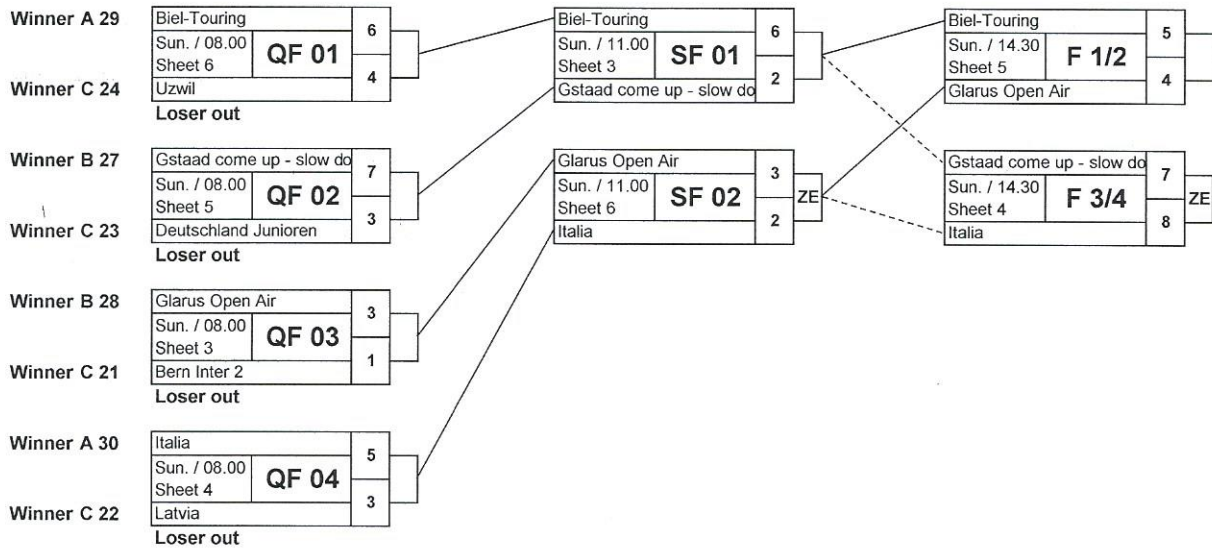 Winner A 29
Biel-Touring
6
Sun. / 08.00
Sheet 6
QF 01
4
Winner C 24
Uzwil
Loser out
Winner B 27
Gstaad come up - slow do
7
Sun. / 08.00
Sheet 5
QF 02
3
Winner C 23
Deutschland Junioren
Loser out
Winner B 28
Glarus Open Air
3
Sun. / 08.00
Sheet 3
QF 03
1
Winner C 21
Bern Inter 2
Loser out
Winner A 30
Italia
5
Sun. / 08.00
Sheet 4
QF 04
3
Winner C 22
Latvia
Loser out
Biel-Touring
6
Sun. / 11.00
Sheet 3
SF 01
2
Gstaad come up - slow do
Glarus Open Air
3
Sun. / 11.00
Sheet 6
SF 02
ZE
2
Italia
Biel-Touring
5
Sun. / 14.30
Sheet 5
F 1/2
4
Glarus Open Air
Gstaad come up - slow do
7
Sun. / 14.30
Sheet 4
F 3/4
ZE
8
Italia